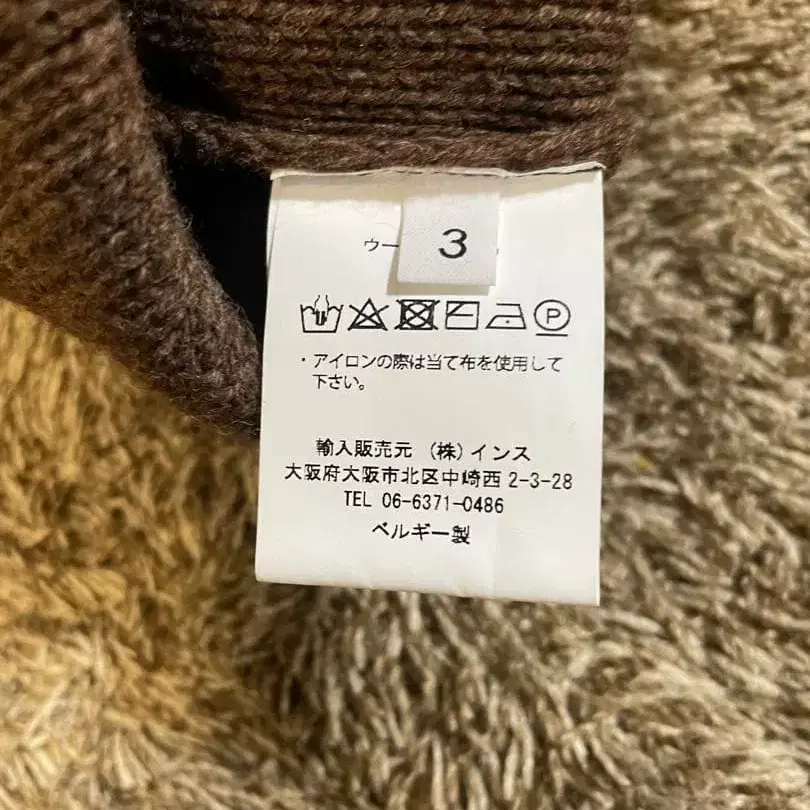 3
ウー
P
・アイロンの際は当て布を使用して
下さい。
輸入販売元 (株) インス
大阪府大阪市北区中崎西 2-3-28
TEL 06-6371-0486
ベルギー製